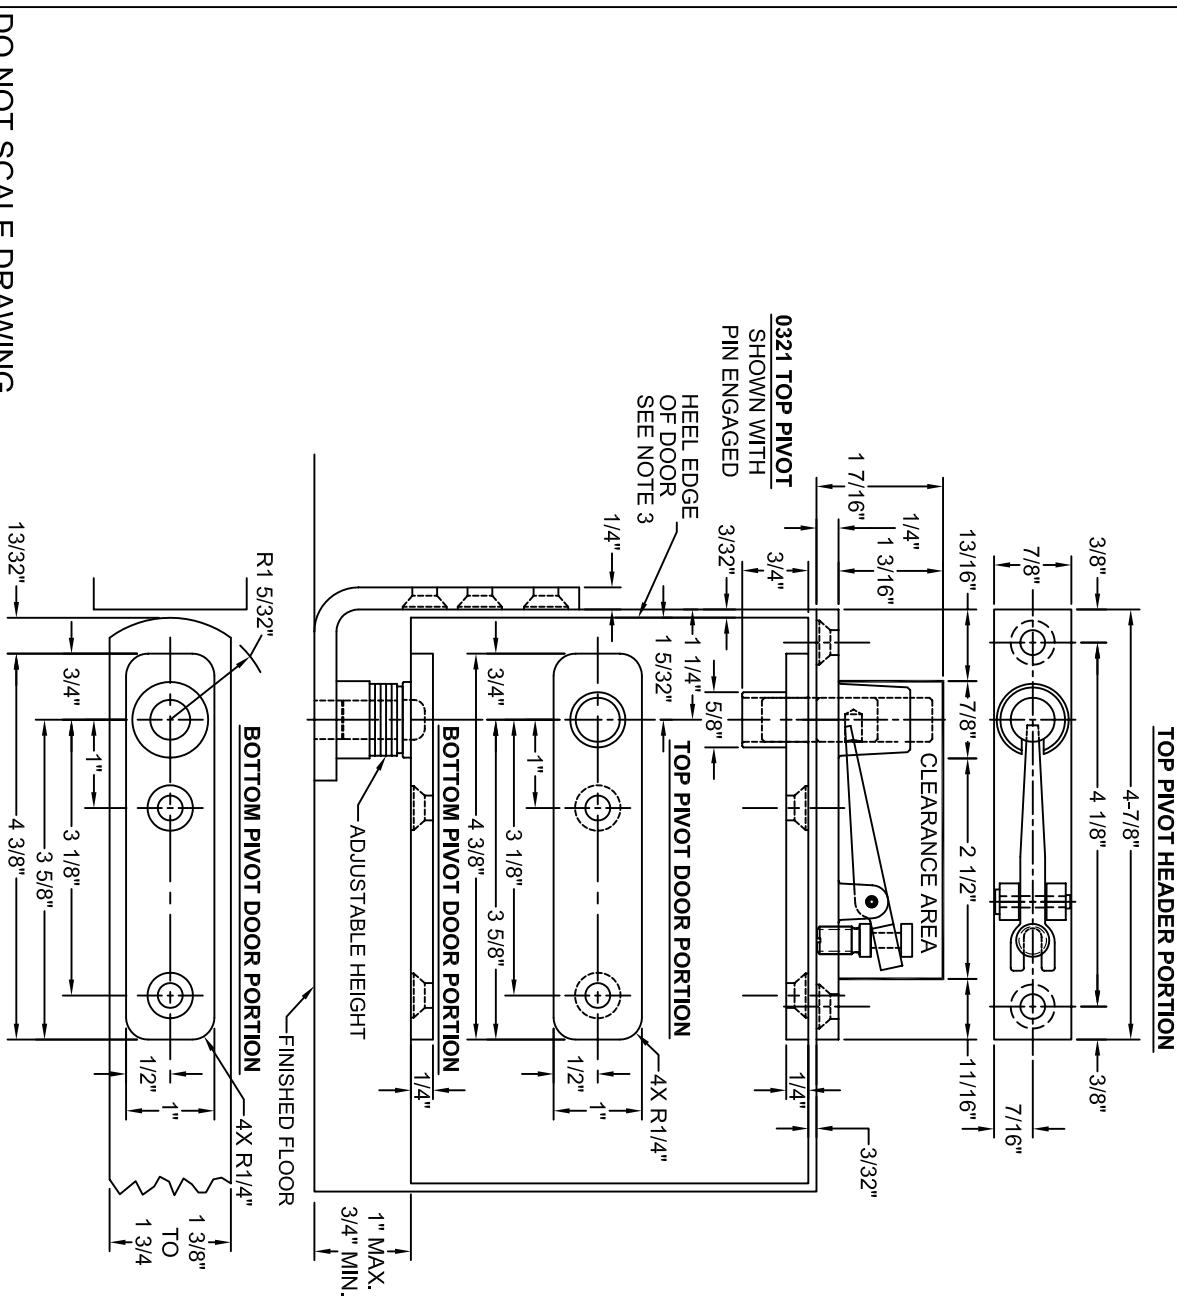 TOP PIVOT HEADER PORTION
4-7/8"
4 1/8"
3/8"
3/8"
7/8"
7/16"
13/16"
7/8"
2 1/2"
11/16"
CLEARANCE AREA
1 7/16"
1/4"
1 3/16"
0321 TOP PIVOT
SHOWN WITH
PIN ENGAGED
3/4"
3/32"
5/8"
1 1/4"
1 5/32"
3/32"
1/4"
HEEL EDGE
OF DOOR
SEE NOTE 3
TOP PIVOT DOOR PORTION
4X R1/4"
1/4"
3/4"
1"
3 1/8"
3 5/8"
4 3/8"
1/2"
1"
BOTTOM PIVOT DOOR PORTION
1/4"
ADJUSTABLE HEIGHT
FINISHED FLOOR
1" MAX.
3/4" MIN.
BOTTOM PIVOT DOOR PORTION
R1 5/32"
4X R1/4"
13/32"
3/4"
1"
3 1/8"
3 5/8"
4 3/8"
1/2"
1"
1 3/8"
TO
1 3/4
DO NOT SCALE DRAWING